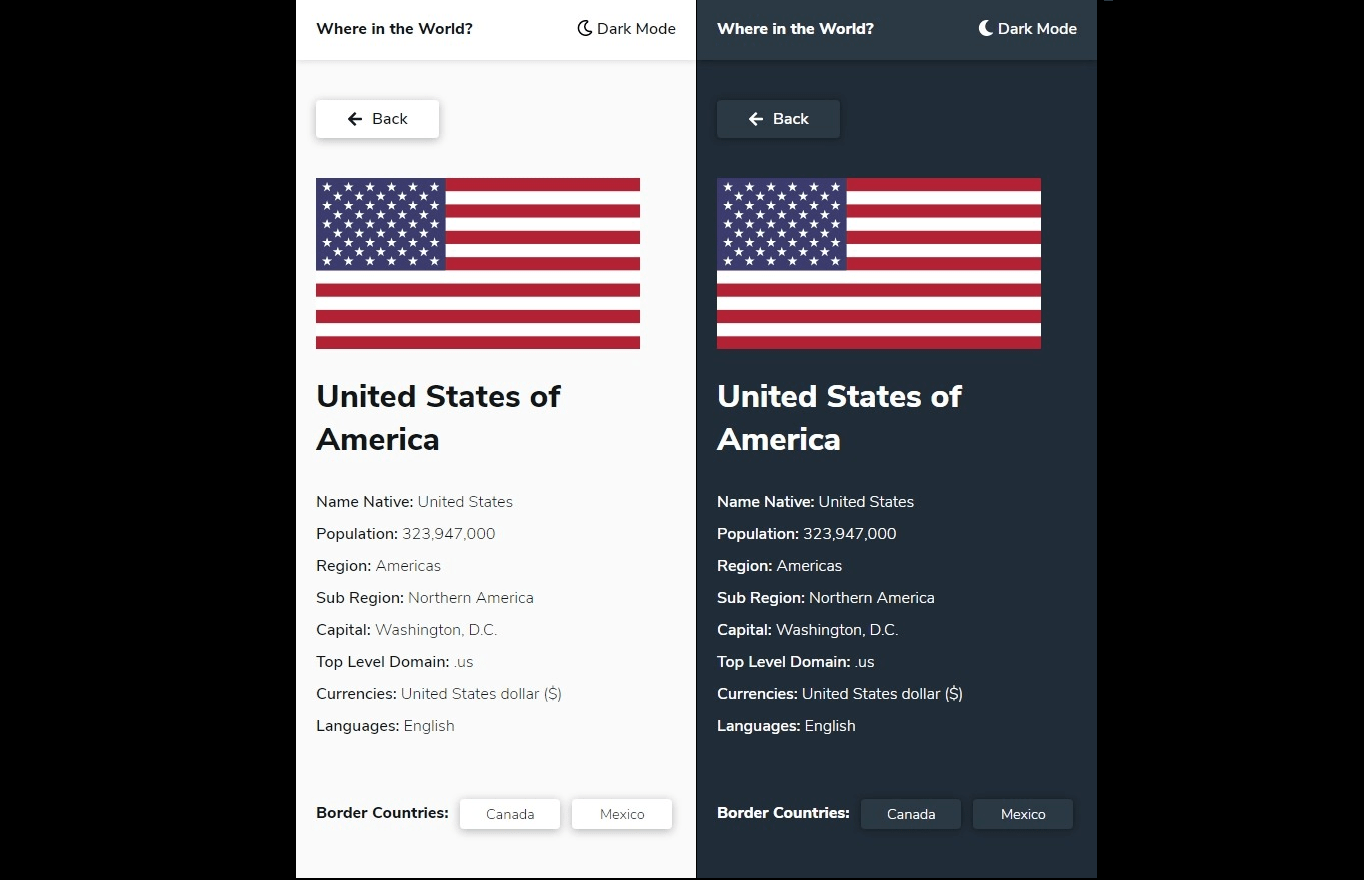 Where in the World?
Dark Mode
Back
United States of
America
Name Native: United States
Population: 323,947,000
Region: Americas
Sub Region: Northern America
Capital: Washington, D.C.
Top Level Domain: .us
Currencies: United States dollar ($)
Languages: English
Border Countries:
Canada
Mexico
Where in the World?
Dark Mode
Back
United States of
America
Name Native: United States
Population: 323,947,000
Region: Americas
Sub Region: Northern America
Capital: Washington, D.C.
Top Level Domain: .us
Currencies: United States dollar ($)
Languages: English
Border Countries:
Canada
Mexico